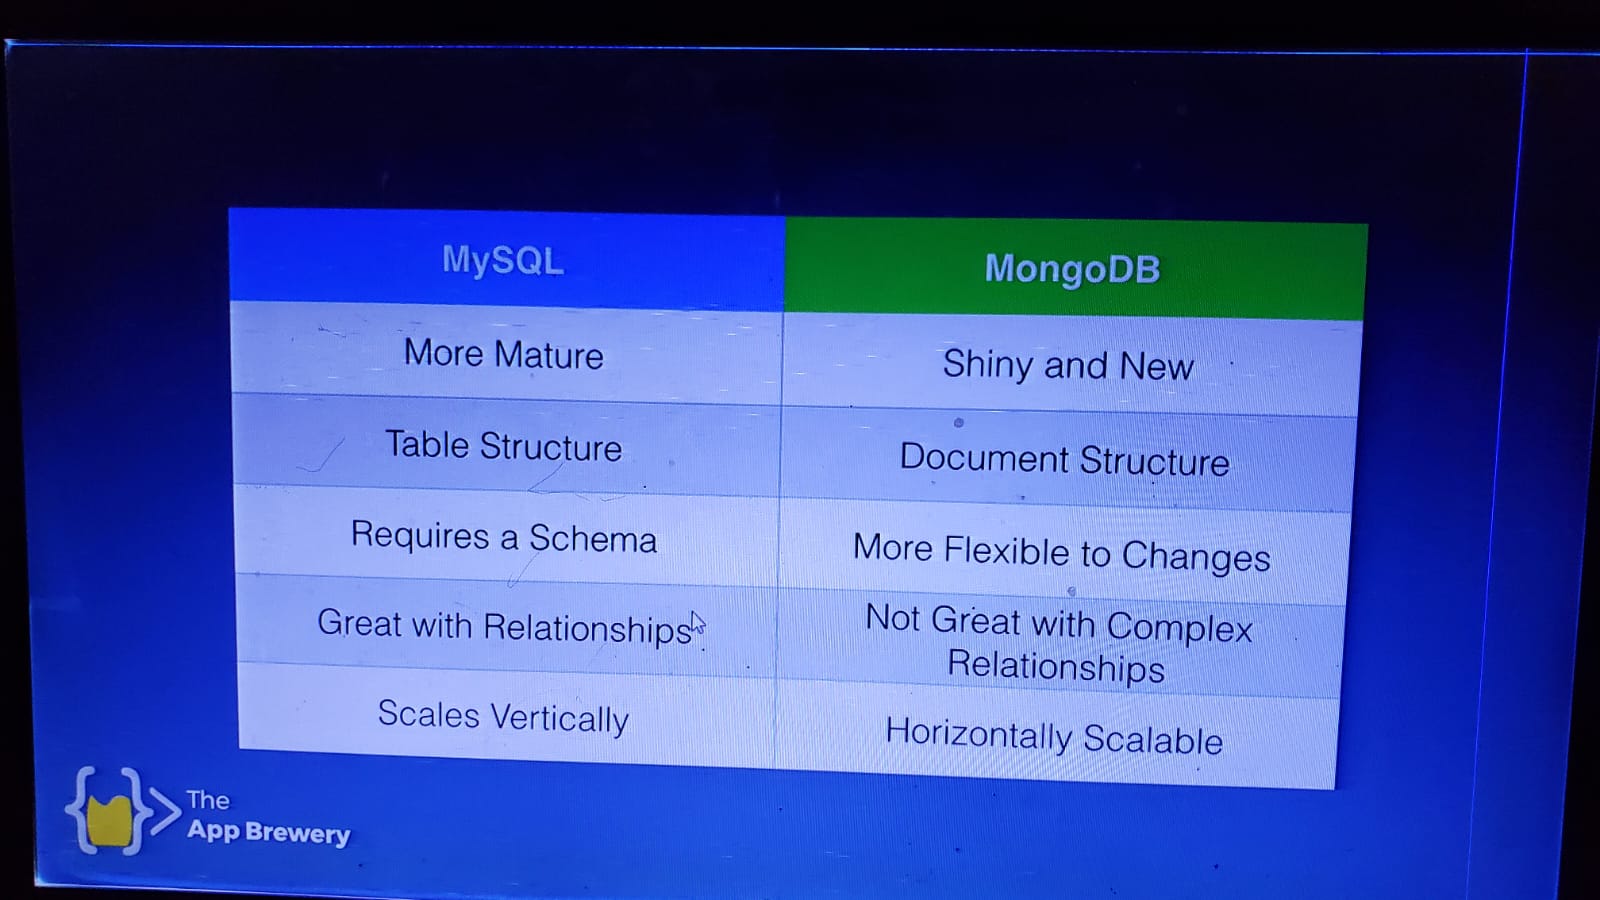 MySQL
MongoDB
More Mature
Shiny and New
Table Structure
Document Structure
Requires a Schema
More Flexible to Changes
Great with Relationships
Not Great with Complex
Relationships
Scales Vertically
Horizontally Scalable
The
App Brewery